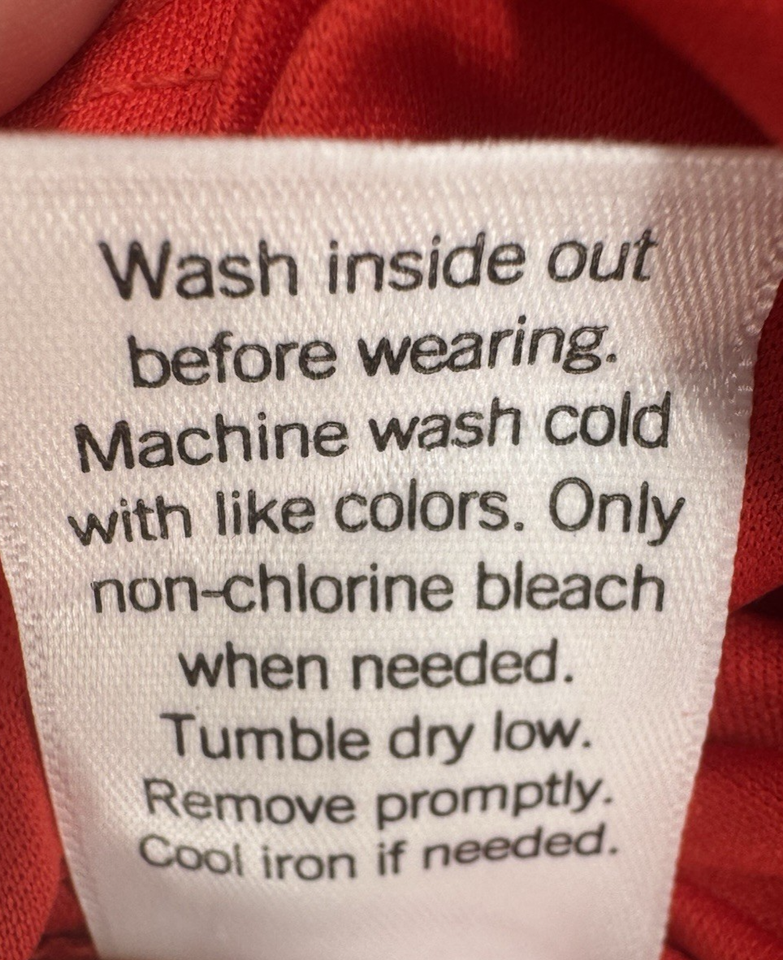 Wash inside out
before wearing.
Machine wash cold
with like colors. Only
non-chlorine bleach
when needed.
Tumble dry low.
Remove promptly.
Cool iron if needed.